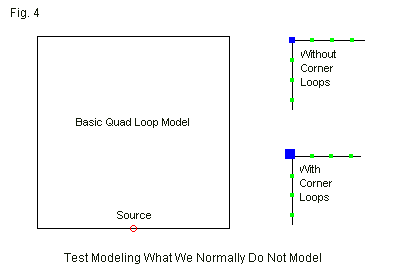 Fig. 4
Basic Quad Loop Model
Source
Without
Corner
Loops
With
Corner
Loops
Test Modeling What We Normally Do Not Model